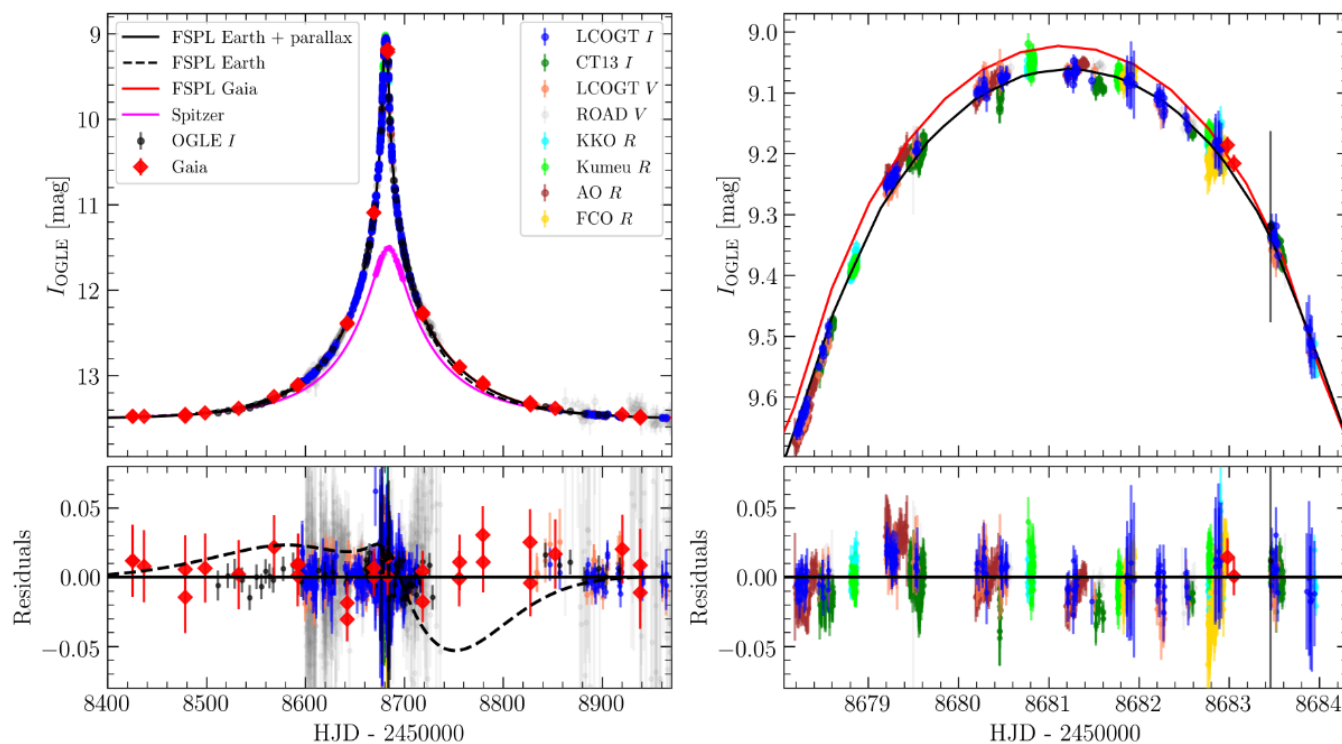 FSPL Earth + parallax
FSPL Earth
FSPL Gaia
Spitzer
OGLE I
Gaia
LCOGT I
CT13 I
LCOGT V
ROAD V
KKO R
Kumeu R
AO R
FCO R
9
10
11
12
13
I_OGLE [mag]
0.05
0.00
−0.05
Residuals
8400 8500 8600 8700 8800 8900
HJD - 2450000
9.0
9.1
9.2
9.3
9.4
9.5
9.6
I_OGLE [mag]
0.05
0.00
−0.05
Residuals
8679 8680 8681 8682 8683 8684
HJD - 2450000